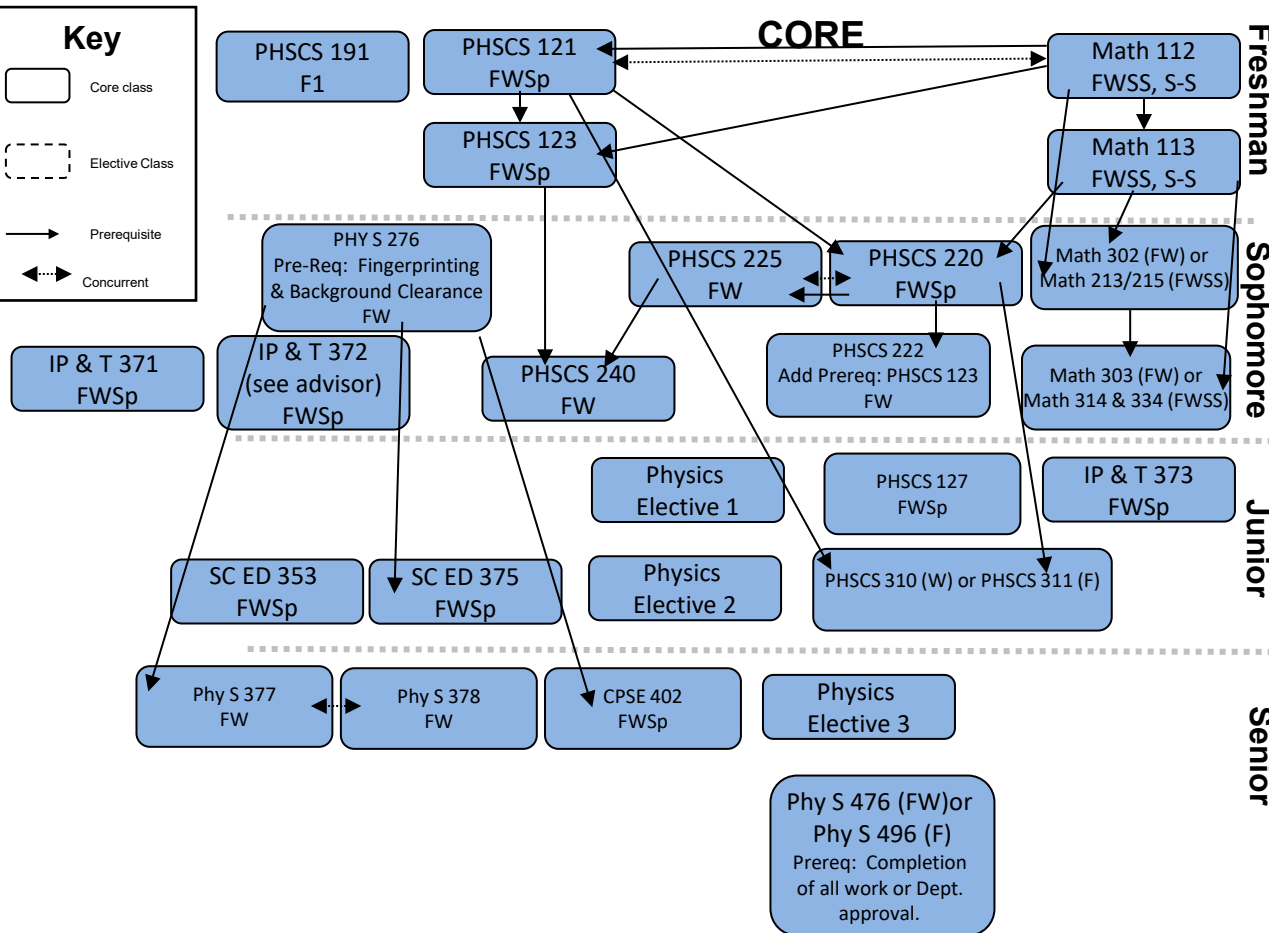 Key
Core class
Elective Class
Prerequisite
Concurrent
CORE
Freshman
PHSCS 191
F1
PHSCS 121
FWSp
Math 112
FWSS, S-S
PHSCS 123
FWSp
Math 113
FWSS, S-S
Sophomore
PHY S 276
Pre-Req: Fingerprinting
& Background Clearance
FW
PHSCS 225
FW
PHSCS 220
FWSp
Math 302 (FW) or
Math 213/215 (FWSS)
IP & T 371
FWSp
IP & T 372
(see advisor)
FWSp
PHSCS 240
FW
PHSCS 222
Add Prereq: PHSCS 123
FW
Math 303 (FW) or
Math 314 & 334 (FWSS)
Junior
Physics
Elective 1
PHSCS 127
FWSp
IP & T 373
FWSp
SC ED 353
FWSp
SC ED 375
FWSp
Physics
Elective 2
PHSCS 310 (W) or PHSCS 311 (F)
Senior
Phy S 377
FW
Phy S 378
FW
CPSE 402
FWSp
Physics
Elective 3
Phy S 476 (FW)or
Phy S 496 (F)
Prereq: Completion
of all work or Dept.
approval.